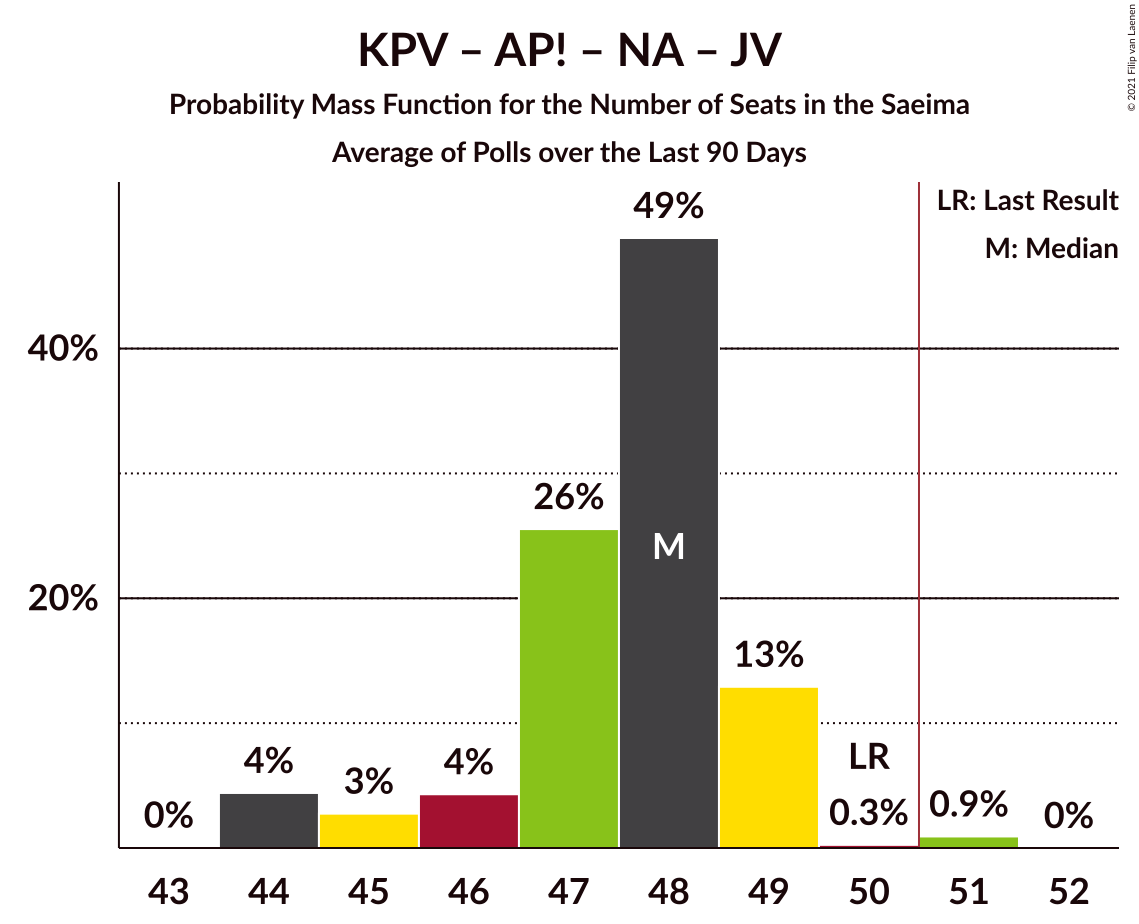 KPV – AP! – NA – JV
Probability Mass Function for the Number of Seats in the Saeima
Average of Polls over the Last 90 Days
© 2021 Filip van Laenen
LR: Last Result
M: Median
40%
20%
0%
4%
3%
4%
26%
49%
M
13%
LR
0.3%
0.9%
0%
43 44 45 46 47 48 49 50 51 52